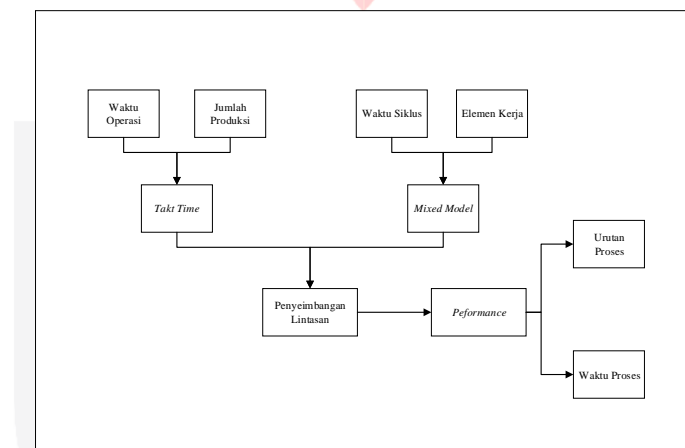 Waktu
Operasi
Jumlah
Produksi
Waktu Siklus
Elemen Kerja
Takt Time
Mixed Model
Urutan
Proses
Penyeimbangan
Lintasan
Peformance
Waktu Proses